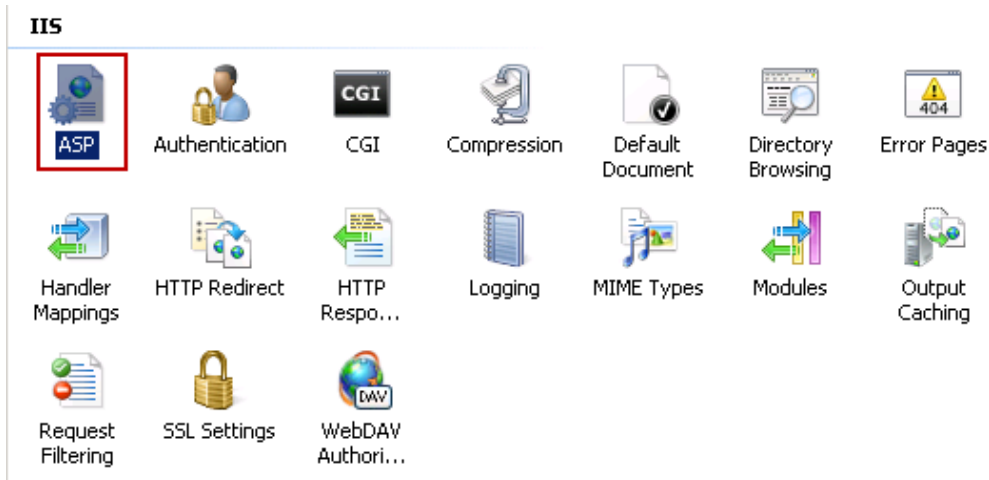 IIS
CGI
404
ASP
Authentication
CGI
Compression
Default
Document
Directory
Browsing
Error Pages
Handler
Mappings
HTTP Redirect
HTTP
Respo...
Logging
MIME Types
Modules
Output
Caching
DAV
Request
Filtering
SSL Settings
WebDAV
Authori...